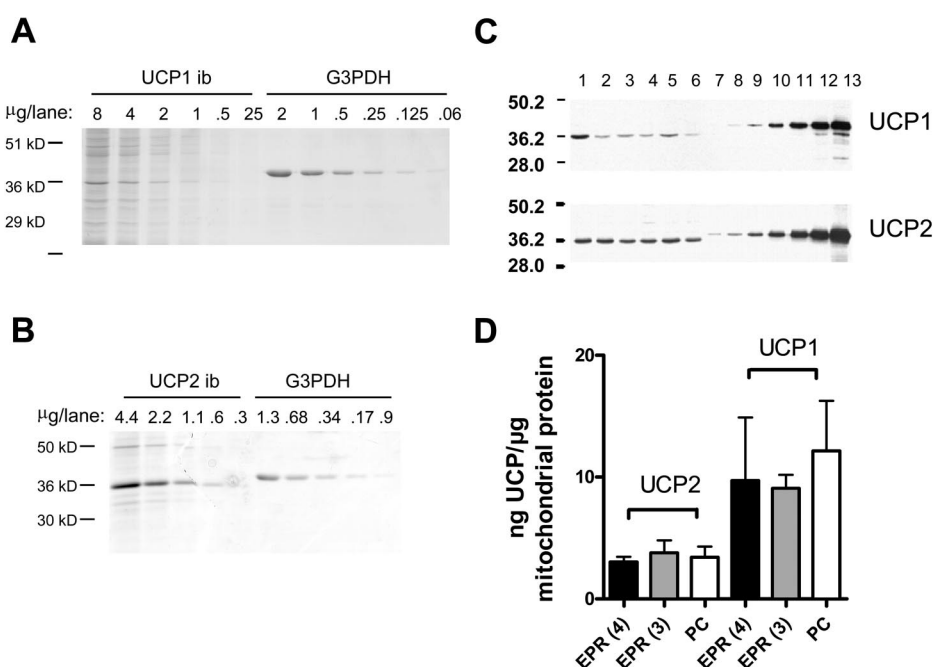 A
UCP1 ib G3PDH
µg/lane: 8 4 2 1 .5 25 2 1 .5 .25 .125 .06
51 kD
36 kD
29 kD
B
UCP2 ib G3PDH
µg/lane: 4.4 2.2 1.1 .6 .3 1.3 .68 .34 .17 .9
50 kD
36 kD
30 kD
C
1 2 3 4 5 6 7 8 9 10 11 12 13
50.2
36.2
28.0
UCP1
50.2
36.2
28.0
UCP2
D
ng UCP/µg
mitochondrial protein
20
10
0
UCP2
UCP1
EPR (4) EPR (3) PC EPR (4) EPR (3) PC